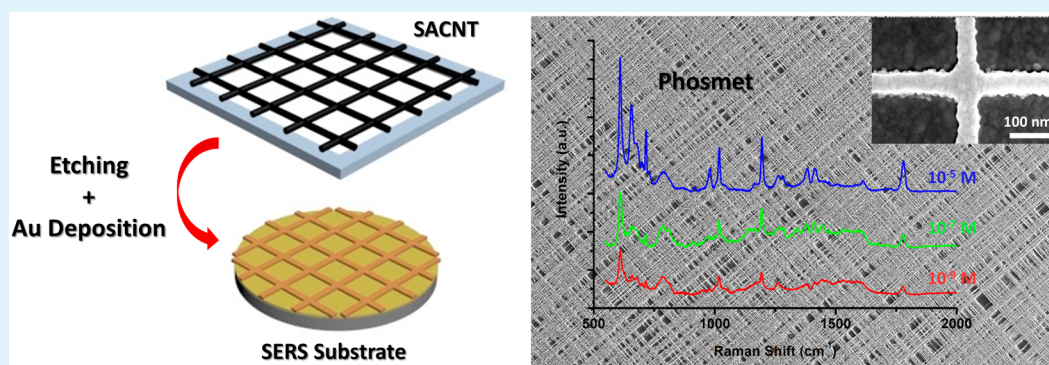 SACNT
Etching
+
Au Deposition
SERS Substrate
Phosmet
100 nm
Intensity (a.u.)
10⁻⁵ M
10⁻⁷ M
10⁻⁹ M
500
1000
1500
2000
Raman Shift (cm⁻¹)